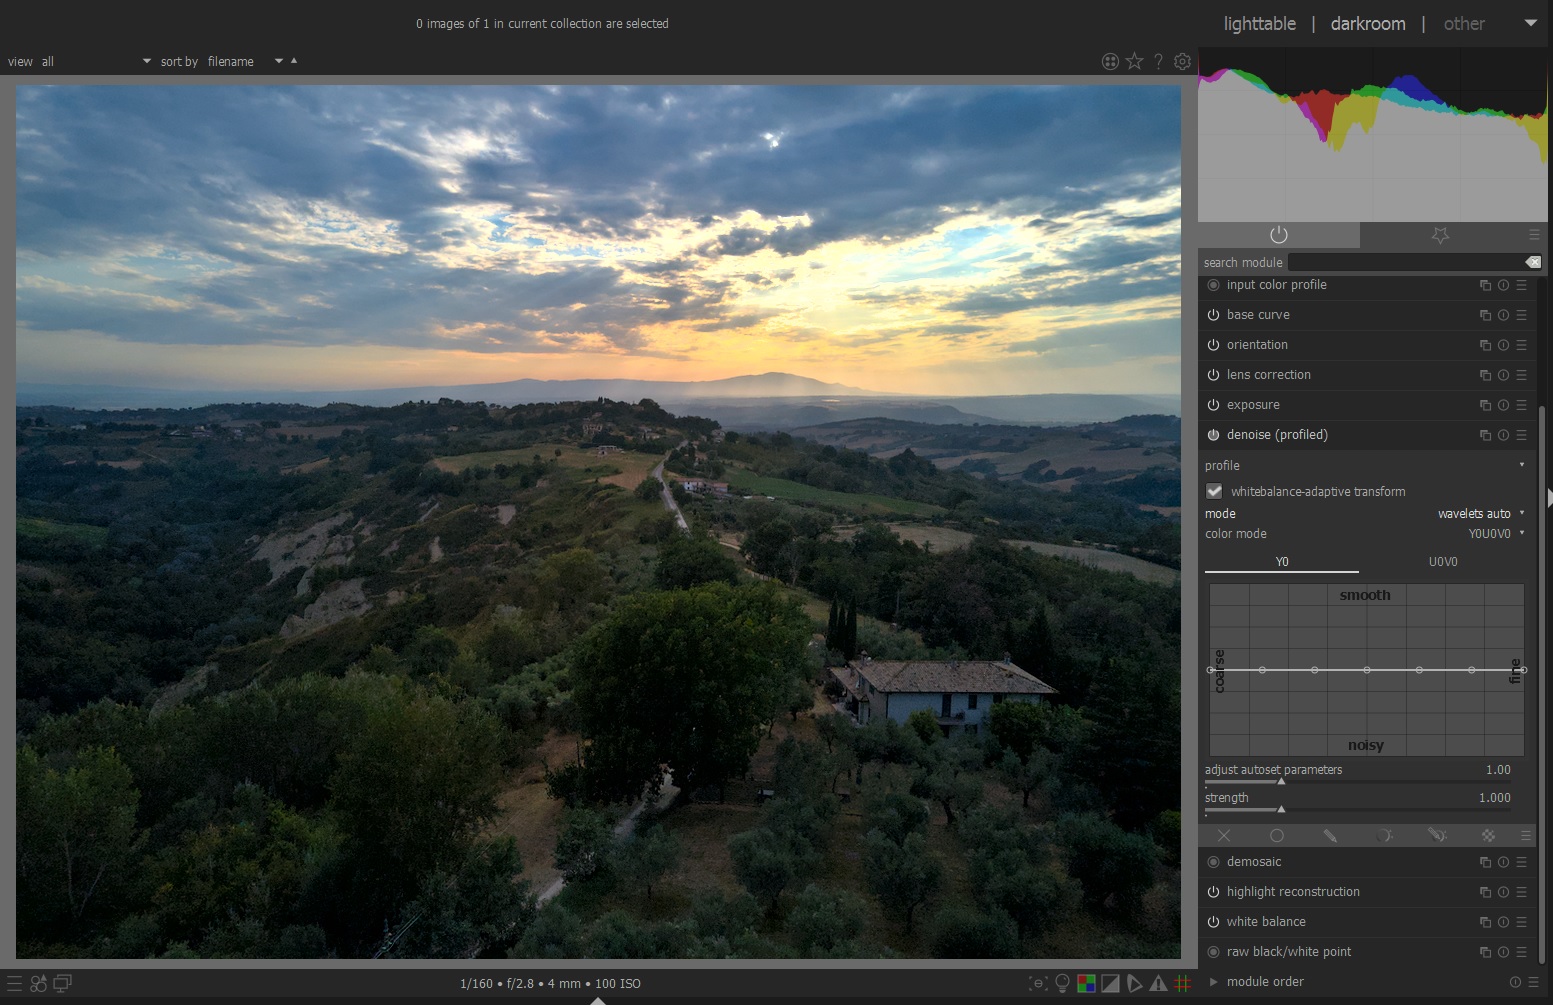 0 images of 1 in current collection are selected
lighttable | darkroom | other
view all sort by filename
?
search module
input color profile
base curve
orientation
lens correction
exposure
denoise (profiled)
profile
whitebalance-adaptive transform
mode wavelets auto
color mode Y0U0V0
Y0 U0V0
smooth
coarse
fine
noisy
adjust autoset parameters 1.00
strength 1.000
demosaic
highlight reconstruction
white balance
raw black/white point
1/160 • f/2.8 • 4 mm • 100 ISO
module order